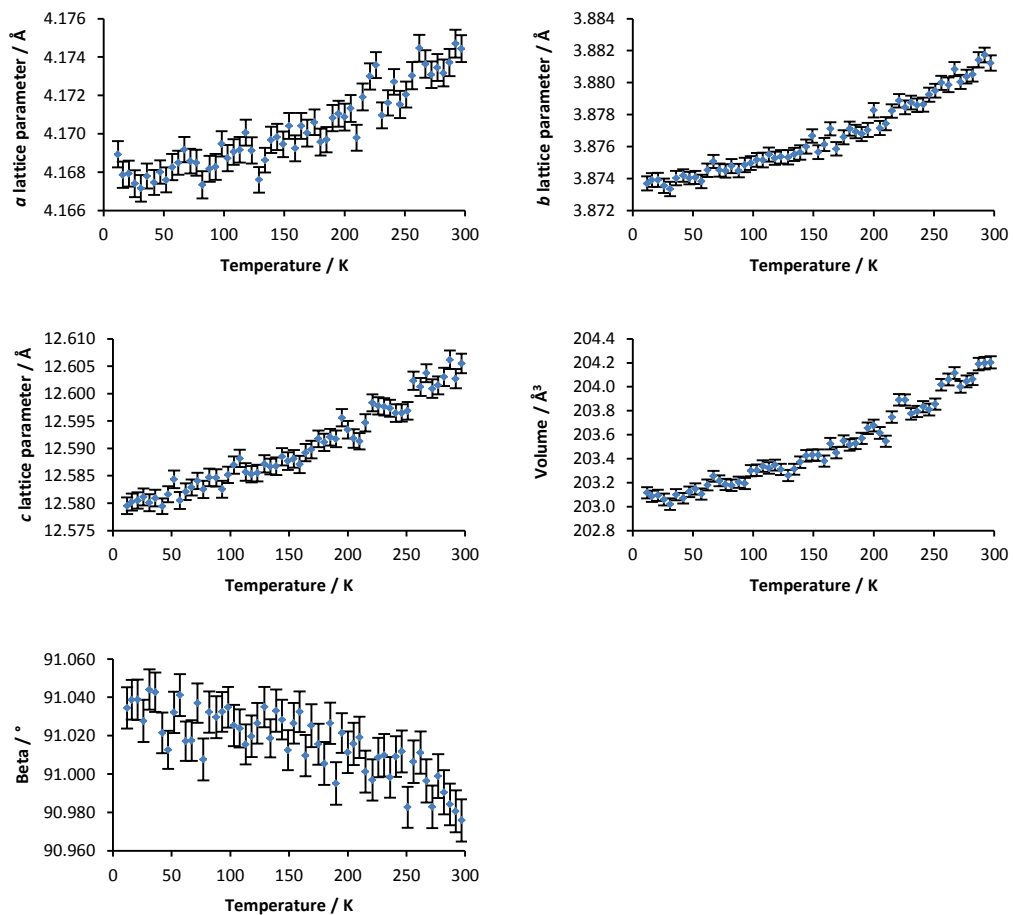 4.176
4.174
4.172
4.170
4.168
4.166
a lattice parameter / Å
0 50 100 150 200 250 300
Temperature / K
3.884
3.882
3.880
3.878
3.876
3.874
3.872
b lattice parameter / Å
0 50 100 150 200 250 300
Temperature / K
12.610
12.605
12.600
12.595
12.590
12.585
12.580
12.575
c lattice parameter / Å
0 50 100 150 200 250 300
Temperature / K
204.4
204.2
204.0
203.8
203.6
203.4
203.2
203.0
202.8
Volume / Å³
0 50 100 150 200 250 300
Temperature / K
91.060
91.040
91.020
91.000
90.980
90.960
Beta / °
0 50 100 150 200 250 300
Temperature / K